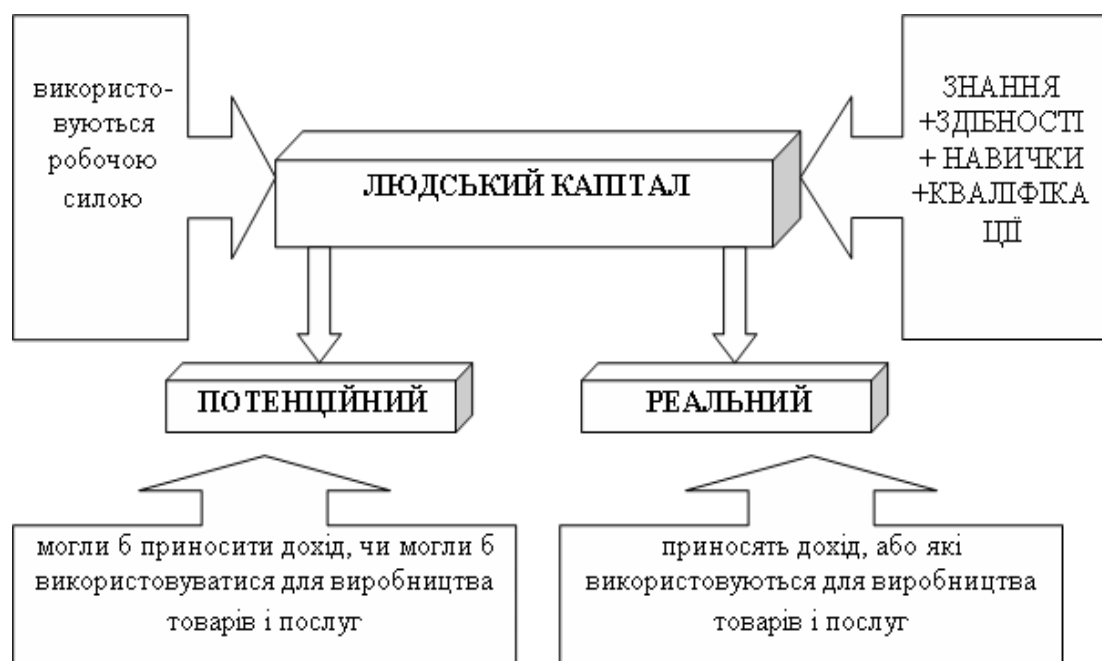 використо-
вуються
робочою
силою
ЛЮДСЬКИЙ КАПІТАЛ
ЗНАННЯ
+ЗДІБНОСТІ
+ НАВИЧКИ
+КВАЛІФІКА
ЦІЇ
ПОТЕНЦІЙНИЙ
РЕАЛЬНИЙ
могли б приносити дохід, чи могли б
використовуватися для виробництва
товарів і послуг
приносять дохід, або які
використовуються для виробництва
товарів і послуг